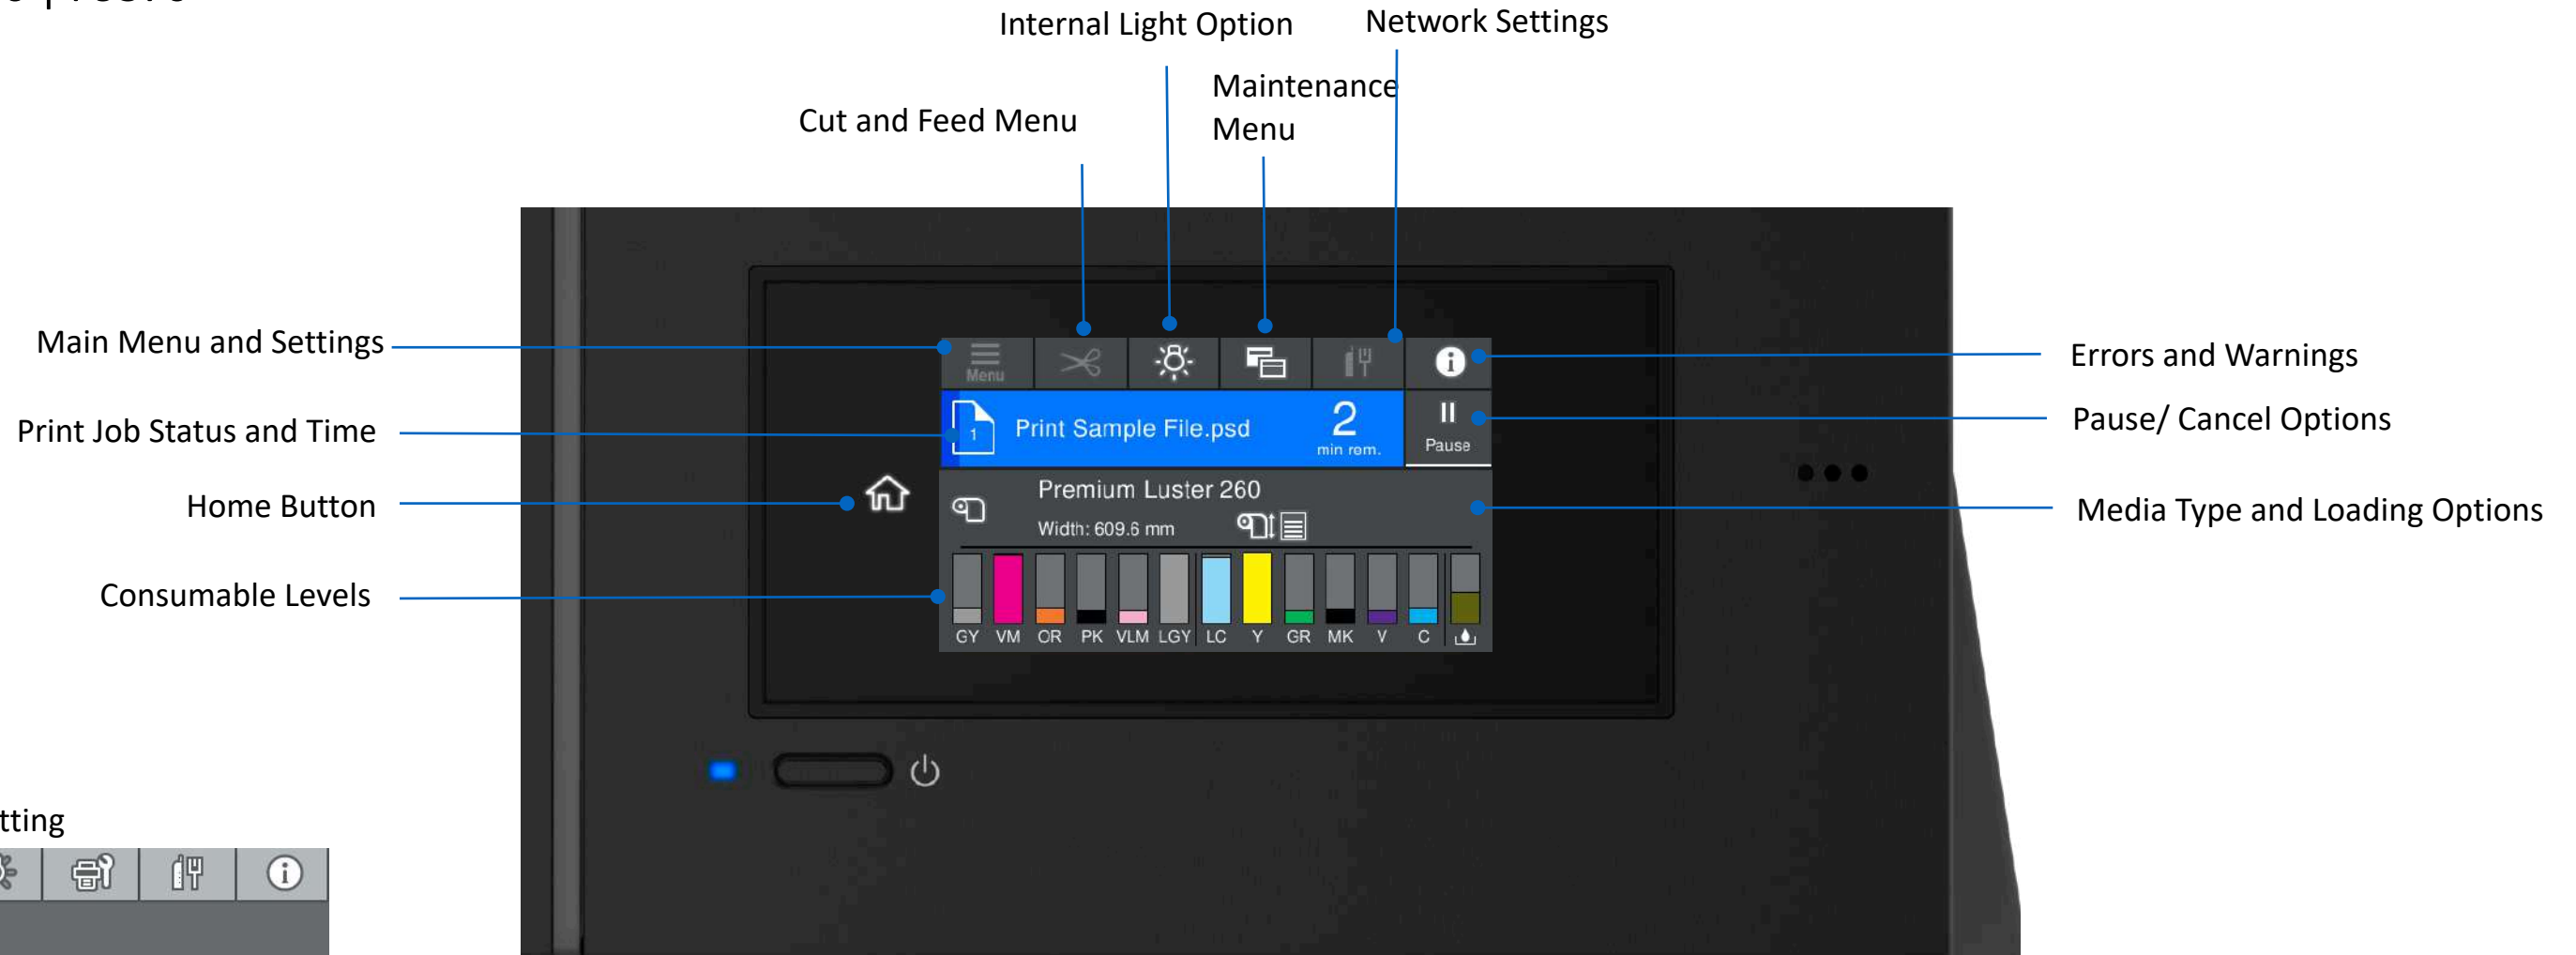 Internal Light Option
Network Settings
Maintenance
Menu
Cut and Feed Menu
Main Menu and Settings
Print Job Status and Time
Home Button
Consumable Levels
Errors and Warnings
Pause/ Cancel Options
Media Type and Loading Options
Menu
1
Print Sample File.psd
2
min rem.
Pause
Premium Luster 260
Width: 609.6 mm
GY VM OR PK VLM LGY LC Y GR MK V C